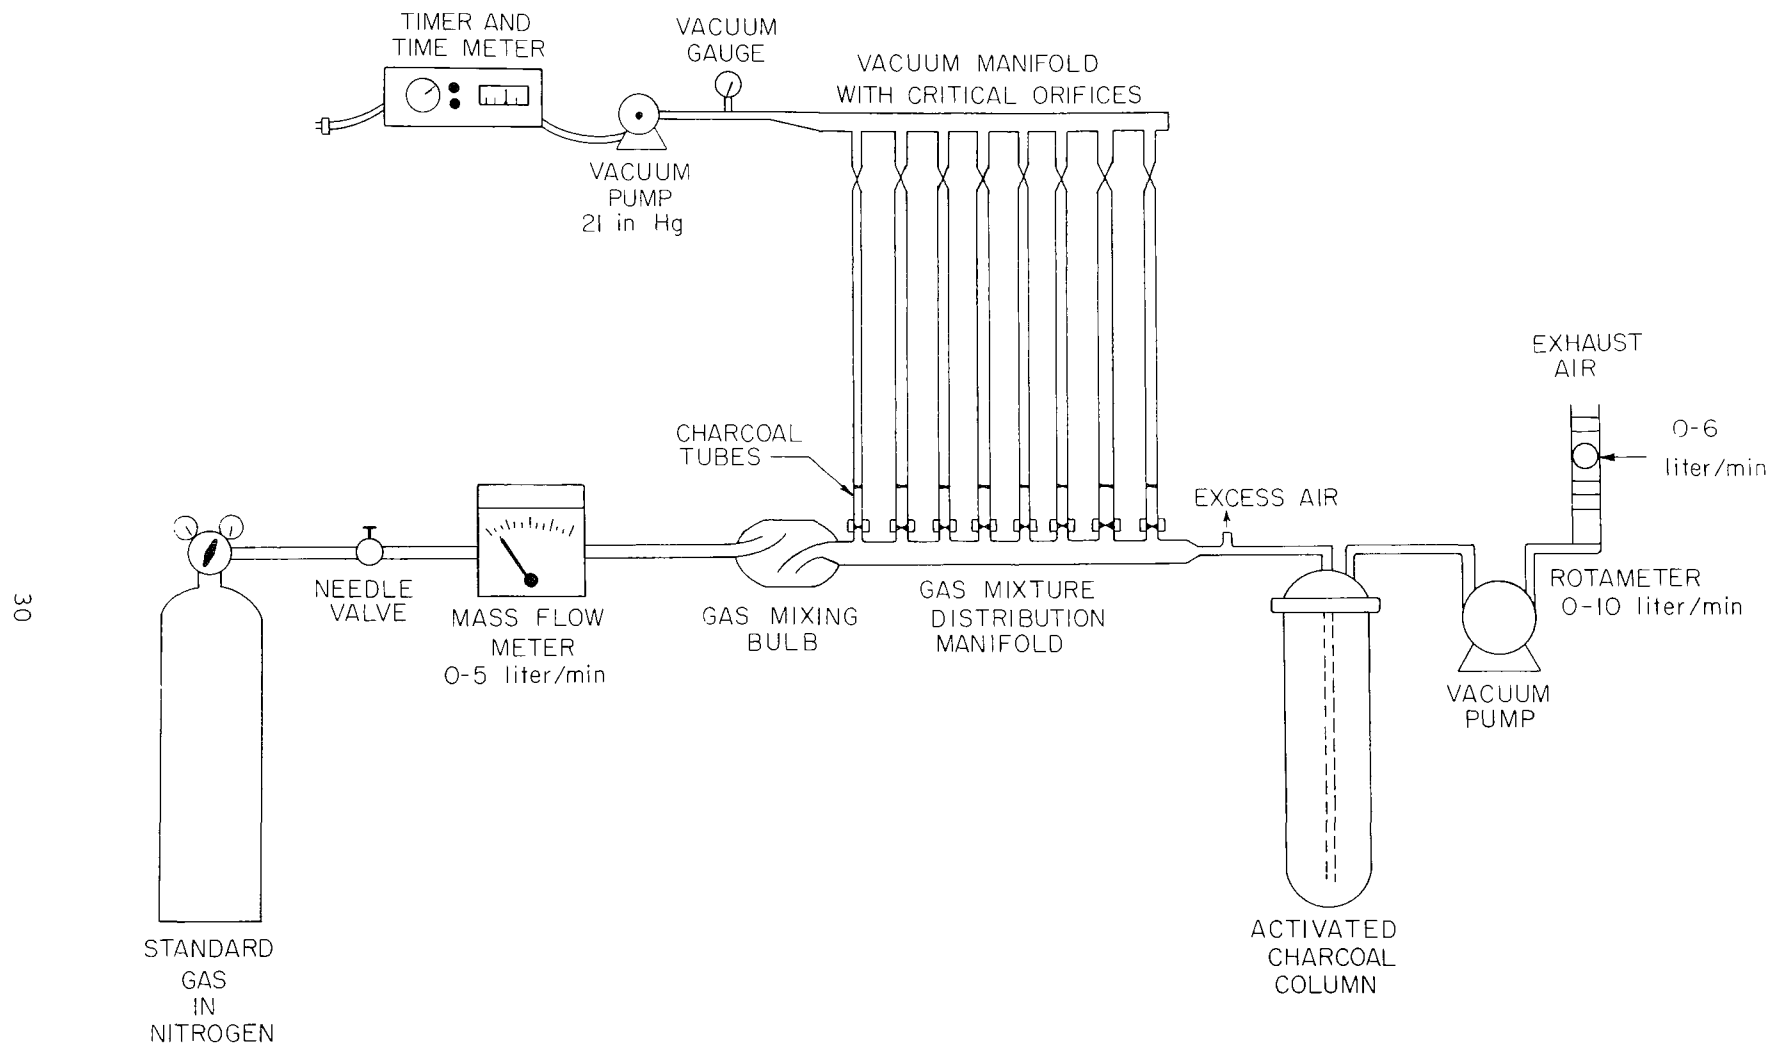 TIMER AND
TIME METER
VACUUM
GAUGE
VACUUM MANIFOLD
WITH CRITICAL ORIFICES
VACUUM
PUMP
21 in Hg
EXHAUST
AIR
0-6
liter/min
CHARCOAL
TUBES
EXCESS AIR
NEEDLE
VALVE
MASS FLOW
METER
0-5 liter/min
GAS MIXING
BULB
GAS MIXTURE
DISTRIBUTION
MANIFOLD
ROTAMETER
0-10 liter/min
VACUUM
PUMP
STANDARD
GAS
IN
NITROGEN
ACTIVATED
CHARCOAL
COLUMN
30